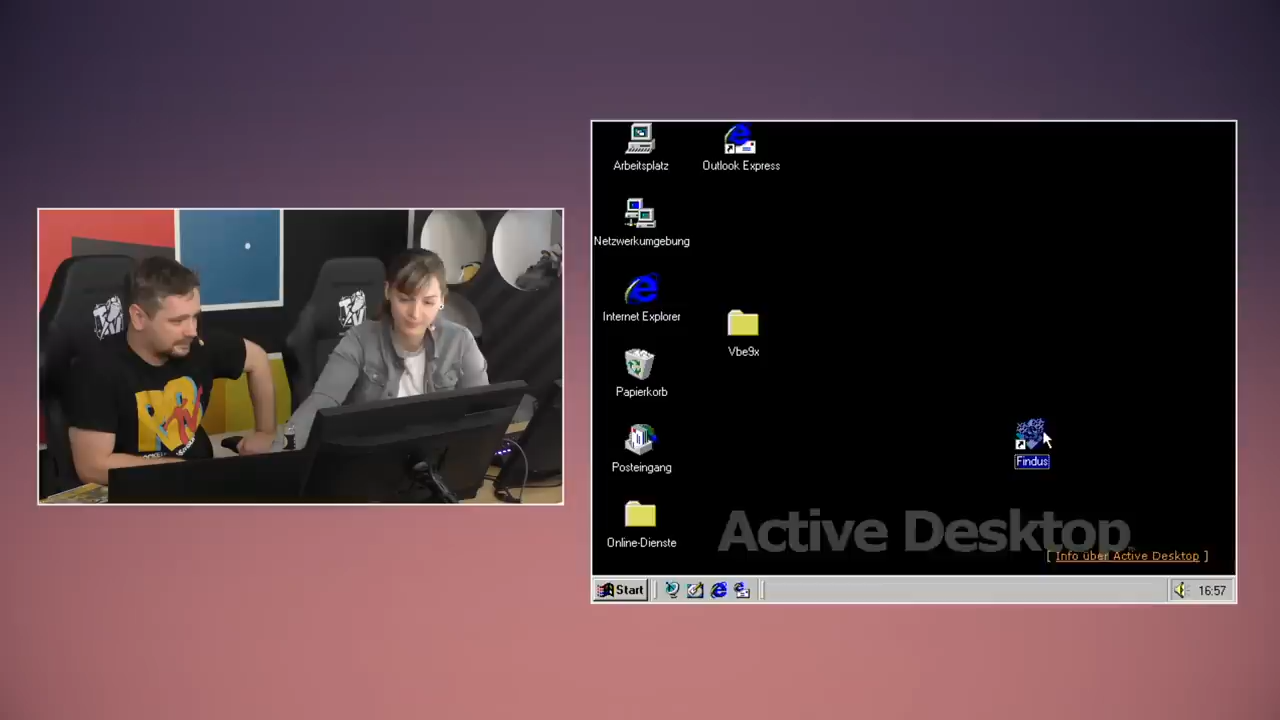 Arbeitsplatz
Outlook Express
Netzwerkumgebung
Internet Explorer
Vbe9x
Papierkorb
Posteingang
Findus
Online-Dienste
Active Desktop
[ Info über Active Desktop ]
Start
16:57